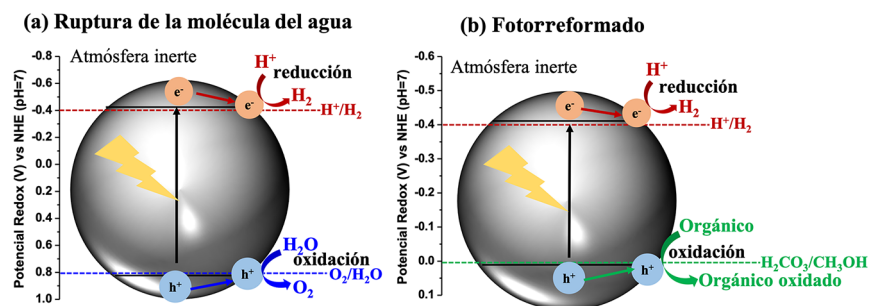 (a) Ruptura de la molécula del agua
Potencial Redox (V) vs NHE (pH=7)
-0.8
-0.6
-0.4
-0.2
0.0
0.2
0.4
0.6
0.8
1.0
Atmósfera inerte
H⁺
reducción
H₂
e⁻
e⁻
H⁺/H₂
H₂O
oxidación
O₂/H₂O
O₂
h⁺
h⁺
(b) Fotorreformado
Potencial Redox (V) vs NHE (pH=7)
-0.6
-0.5
-0.4
-0.3
-0.2
-0.1
0.0
0.1
Atmósfera inerte
H⁺
reducción
H₂
e⁻
e⁻
H⁺/H₂
Orgánico
oxidación
H₂CO₃/CH₃OH
Orgánico oxidado
h⁺
h⁺